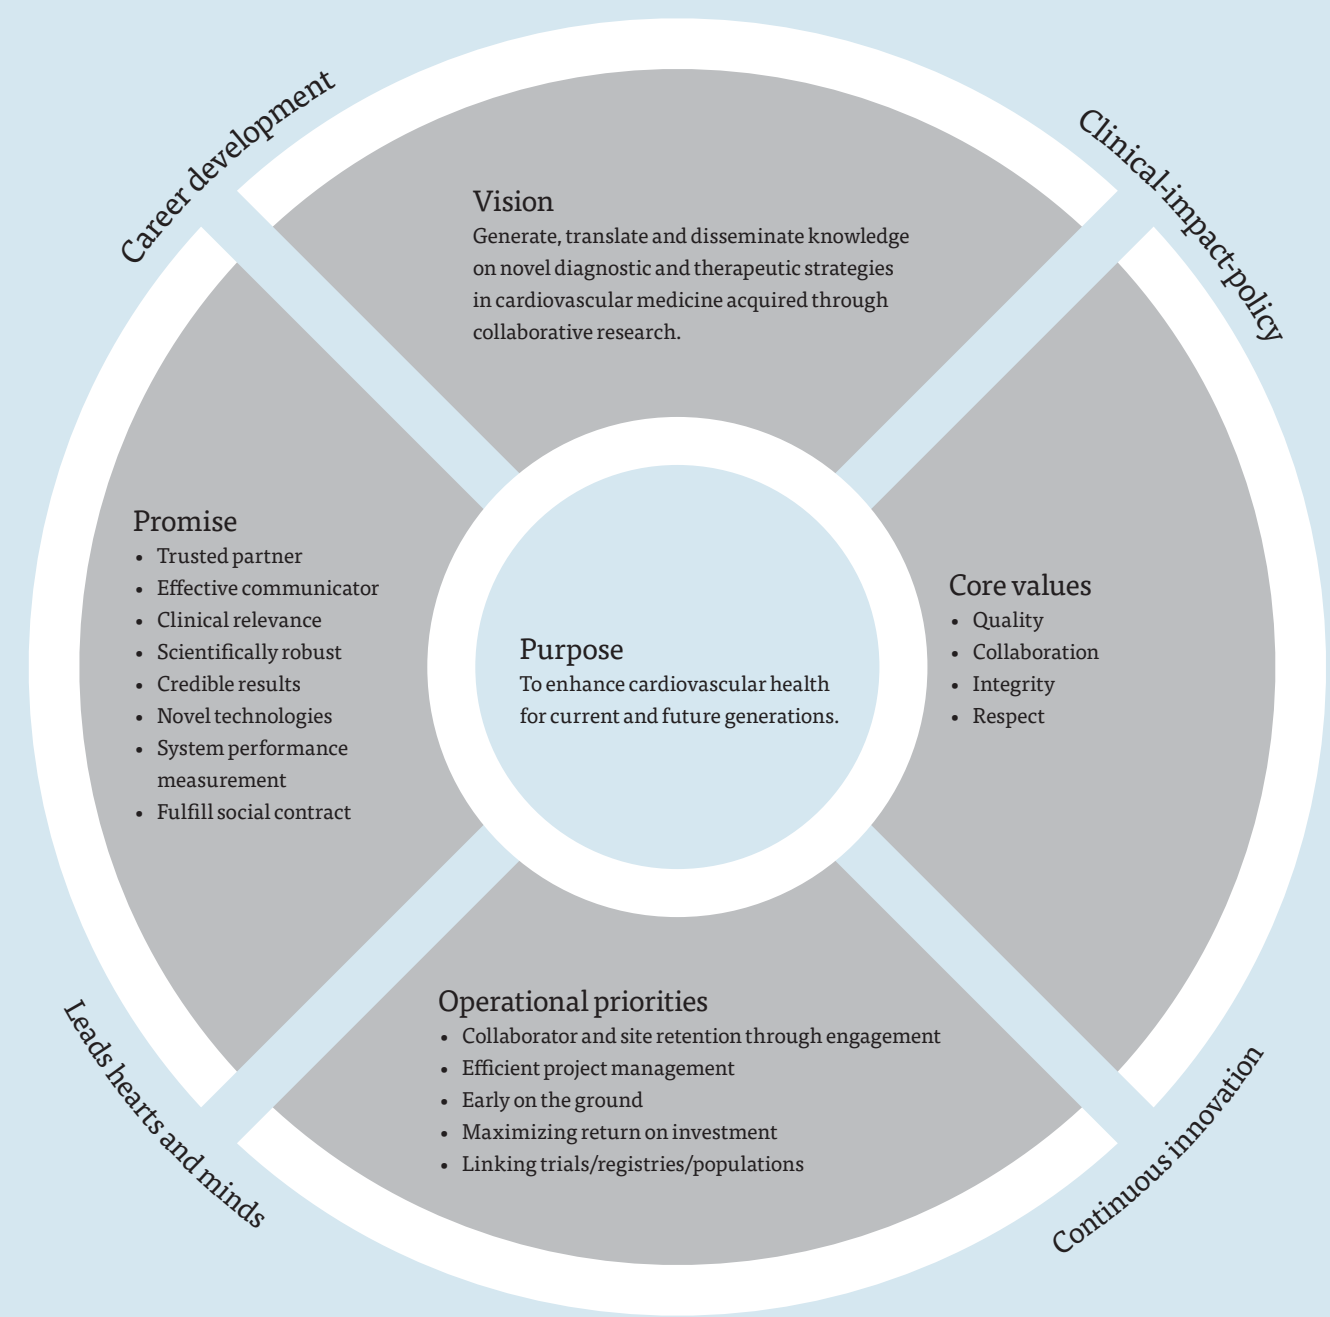 Career development
Clinical-impact-policy
Vision
Generate, translate and disseminate knowledge
on novel diagnostic and therapeutic strategies
in cardiovascular medicine acquired through
collaborative research.
Promise
• Trusted partner
• Effective communicator
• Clinical relevance
• Scientifically robust
• Credible results
• Novel technologies
• System performance
measurement
• Fulfill social contract
Purpose
To enhance cardiovascular health
for current and future generations.
Core values
• Quality
• Collaboration
• Integrity
• Respect
Operational priorities
• Collaborator and site retention through engagement
• Efficient project management
• Early on the ground
• Maximizing return on investment
• Linking trials/registries/populations
Leads hearts and minds
Continuous innovation